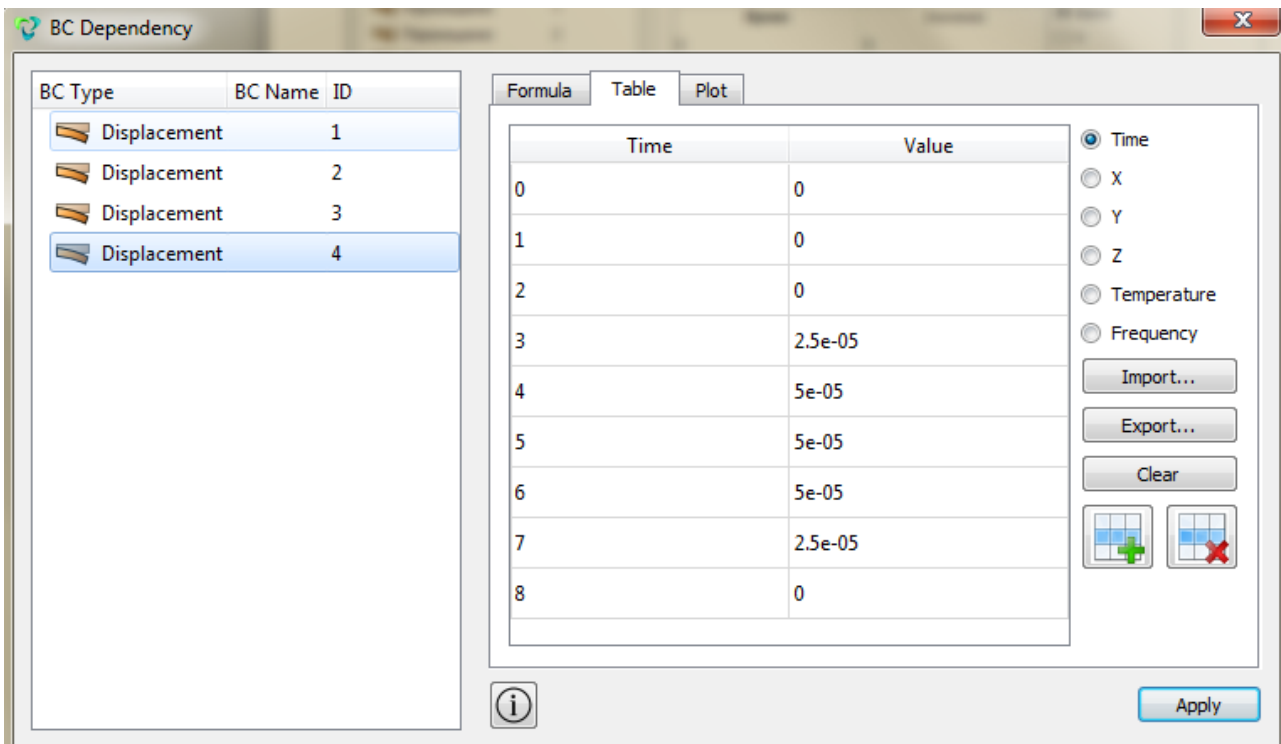 BC Dependency
BC Type BC Name ID
Displacement 1
Displacement 2
Displacement 3
Displacement 4
Formula Table Plot
Time Value
0 0
1 0
2 0
3 2.5e-05
4 5e-05
5 5e-05
6 5e-05
7 2.5e-05
8 0
Time
X
Y
Z
Temperature
Frequency
Import...
Export...
Clear
Apply